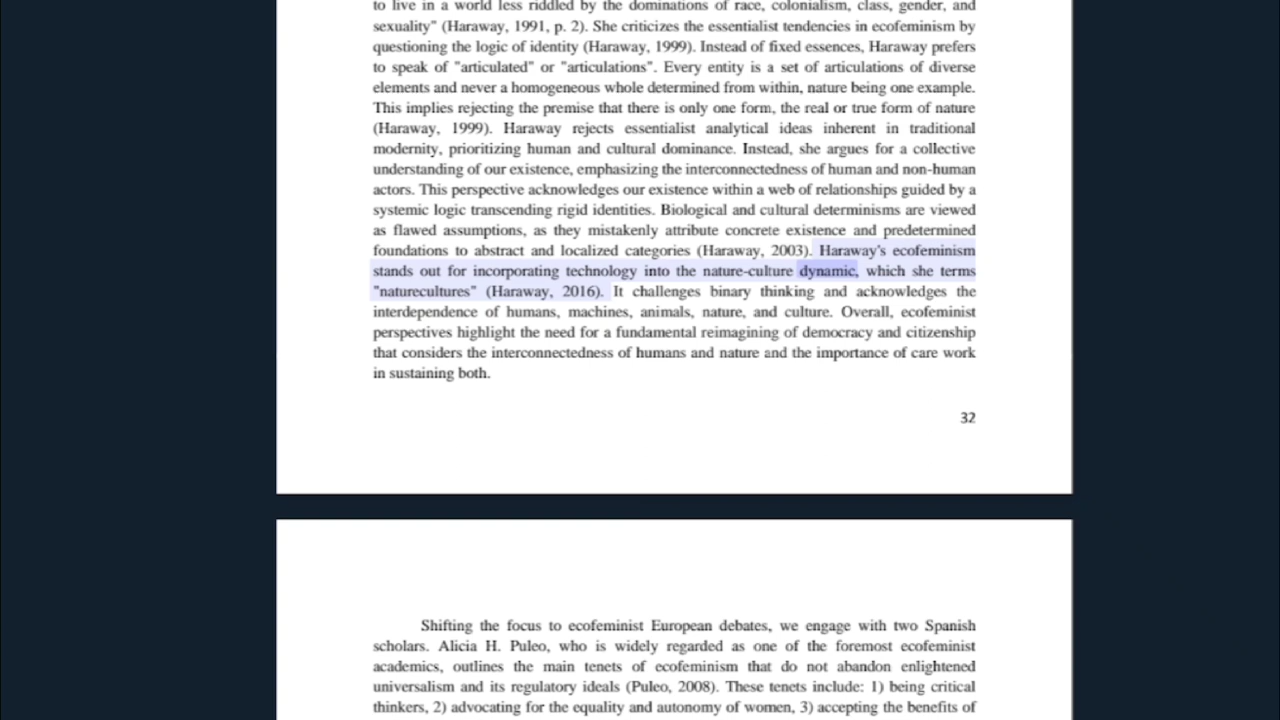 to live in a world less riddled by the dominations of race, colonialism, class, gender, and
sexuality" (Haraway, 1991, p. 2). She criticizes the essentialist tendencies in ecofeminism by
questioning the logic of identity (Haraway, 1999). Instead of fixed essences, Haraway prefers
to speak of "articulated" or "articulations". Every entity is a set of articulations of diverse
elements and never a homogeneous whole determined from within, nature being one example.
This implies rejecting the premise that there is only one form, the real or true form of nature
(Haraway, 1999). Haraway rejects essentialist analytical ideas inherent in traditional
modernity, prioritizing human and cultural dominance. Instead, she argues for a collective
understanding of our existence, emphasizing the interconnectedness of human and non-human
actors. This perspective acknowledges our existence within a web of relationships guided by a
systemic logic transcending rigid identities. Biological and cultural determinisms are viewed
as flawed assumptions, as they mistakenly attribute concrete existence and predetermined
foundations to abstract and localized categories (Haraway, 2003). Haraway's ecofeminism
stands out for incorporating technology into the nature-culture dynamic, which she terms
"naturecultures" (Haraway, 2016). It challenges binary thinking and acknowledges the
interdependence of humans, machines, animals, nature, and culture. Overall, ecofeminist
perspectives highlight the need for a fundamental reimagining of democracy and citizenship
that considers the interconnectedness of humans and nature and the importance of care work
in sustaining both.
32
Shifting the focus to ecofeminist European debates, we engage with two Spanish
scholars. Alicia H. Puleo, who is widely regarded as one of the foremost ecofeminist
academics, outlines the main tenets of ecofeminism that do not abandon enlightened
universalism and its regulatory ideals (Puleo, 2008). These tenets include: 1) being critical
thinkers, 2) advocating for the equality and autonomy of women, 3) accepting the benefits of